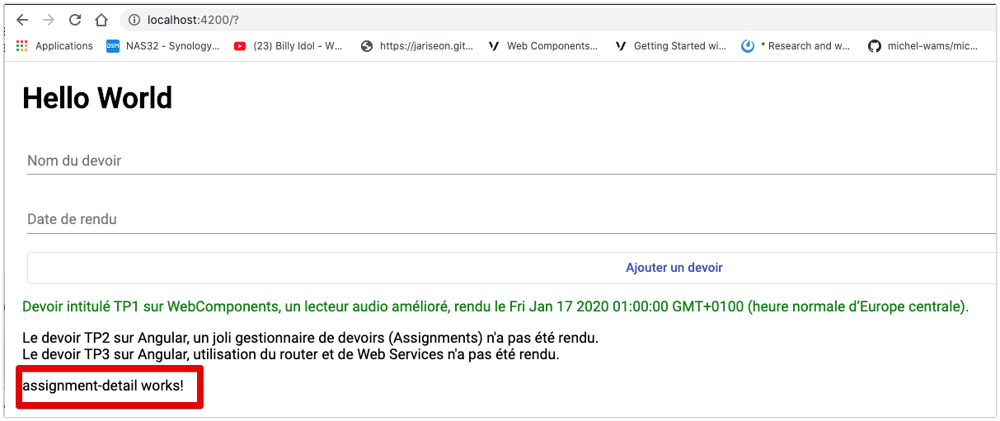 localhost:4200/?
Applications DSM NAS32 - Synology... (23) Billy Idol - W... https://jariseon.git... Web Components... Getting Started wi... * Research and w... michel-wams/mic...
Hello World
Nom du devoir
Date de rendu
Ajouter un devoir
Devoir intitulé TP1 sur WebComponents, un lecteur audio amélioré, rendu le Fri Jan 17 2020 01:00:00 GMT+0100 (heure normale d’Europe centrale).
Le devoir TP2 sur Angular, un joli gestionnaire de devoirs (Assignments) n'a pas été rendu.
Le devoir TP3 sur Angular, utilisation du router et de Web Services n'a pas été rendu.
assignment-detail works!